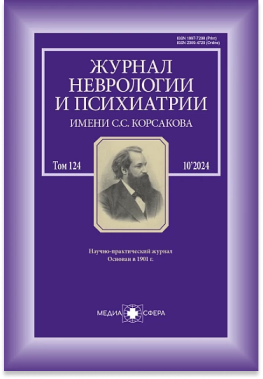 ISSN 1997-7298 (Print)
ISSN 2309-4729 (Online)
ЖУРНАЛ
НЕВРОЛОГИИ
И ПСИХИАТРИИ
ИМЕНИ С.С. КОРСАКОВА
Том 124
10'2024
Научно-практический журнал
Основан в 1901 г.
МЕДИА СФЕРА